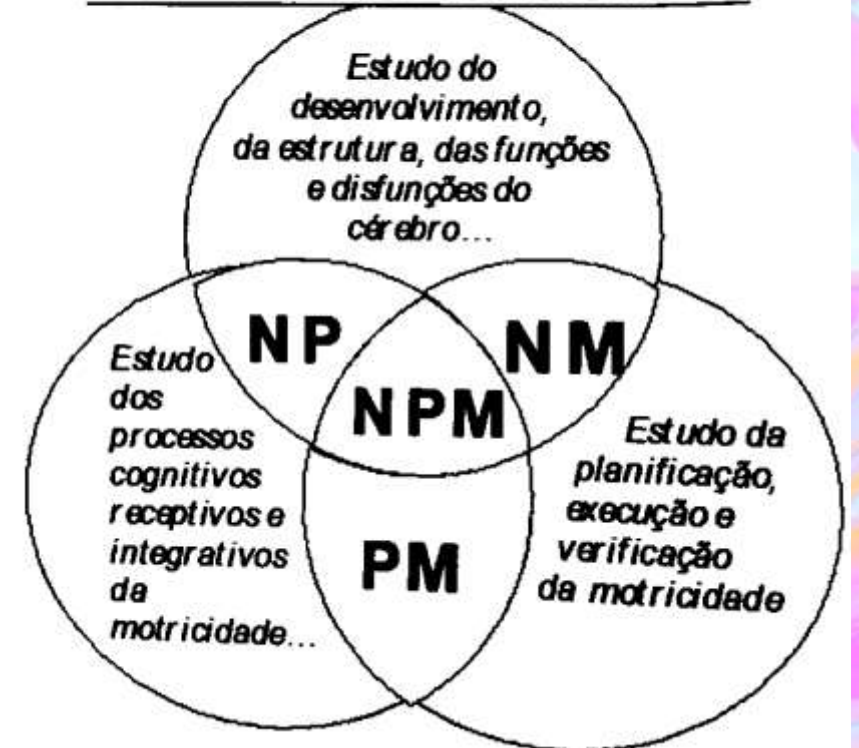 Estudo do
desenvolvimento,
da estrutura, das funções
e disfunções do
cérebro...
NP
NM
NPM
PM
Estudo
dos
processos
cognitivos
receptivos e
integrativos
da
motricidade...
Estudo da
planificação,
execução e
verificação
da motricidade